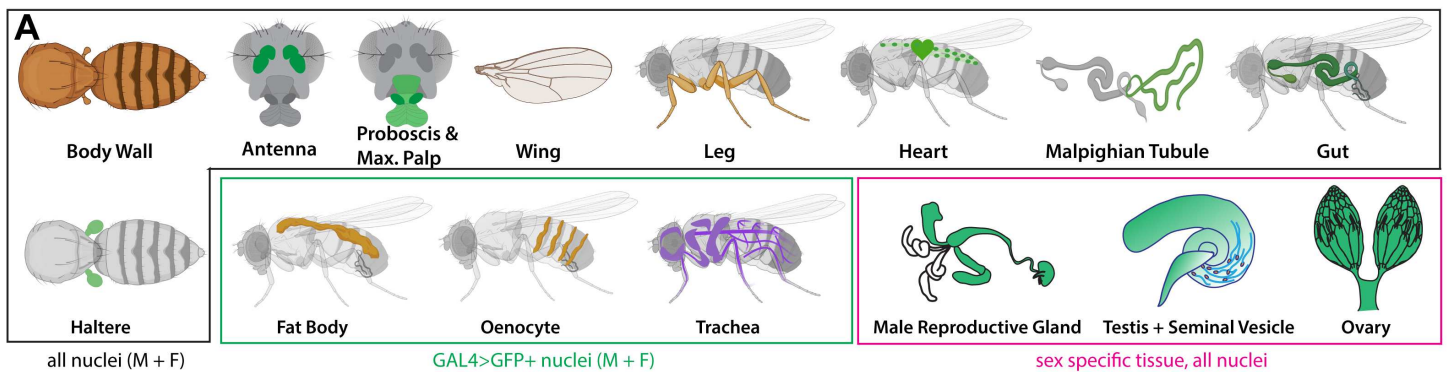 A
Body Wall
Antenna
Proboscis &
Max. Palp
Wing
Leg
Heart
Malpighian Tubule
Gut
Haltere
Fat Body
Oenocyte
Trachea
Male Reproductive Gland
Testis + Seminal Vesicle
Ovary
all nuclei (M + F)
GAL4>GFP+ nuclei (M + F)
sex specific tissue, all nuclei